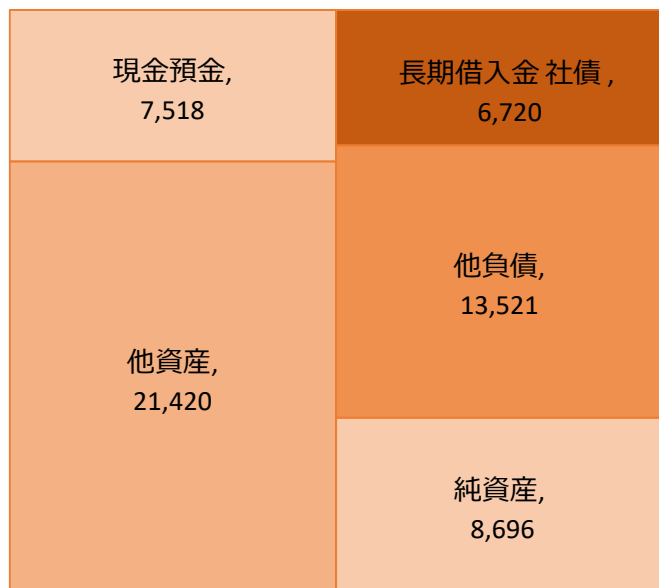 現金預金,
7,518
長期借入金 社債 ,
6,720
他資産,
21,420
他負債,
13,521
純資産,
8,696